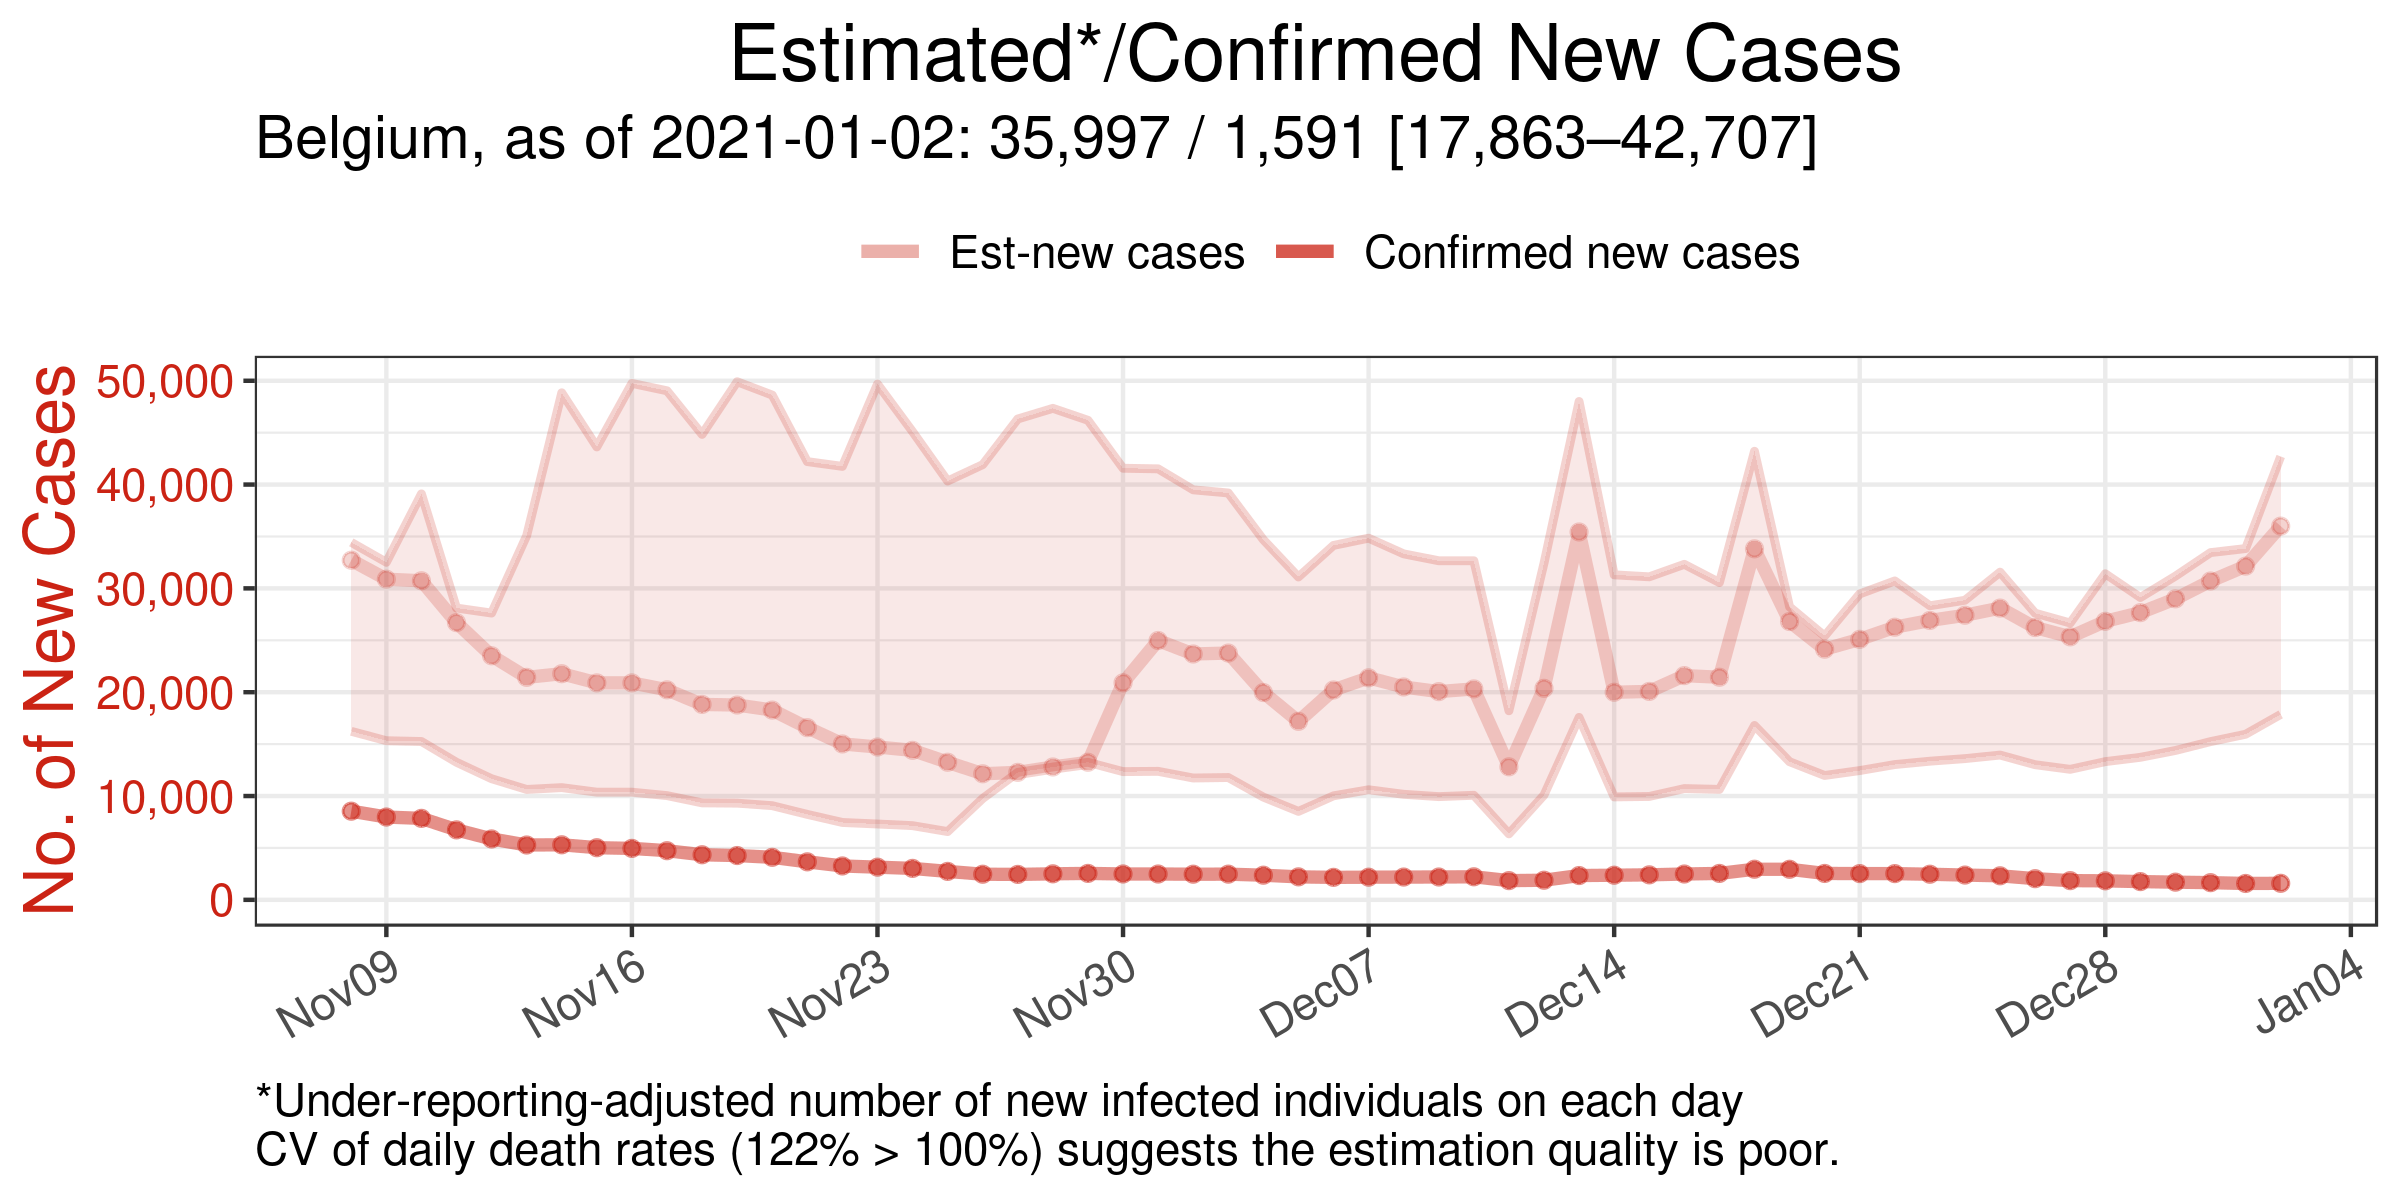 Estimated*/Confirmed New Cases
Belgium, as of 2021-01-02: 35,997 / 1,591 [17,863–42,707]
Est-new cases
Confirmed new cases
No. of New Cases
50,000
40,000
30,000
20,000
10,000
0
Nov09
Nov16
Nov23
Nov30
Dec07
Dec14
Dec21
Dec28
Jan04
*Under-reporting-adjusted number of new infected individuals on each day
CV of daily death rates (122% > 100%) suggests the estimation quality is poor.